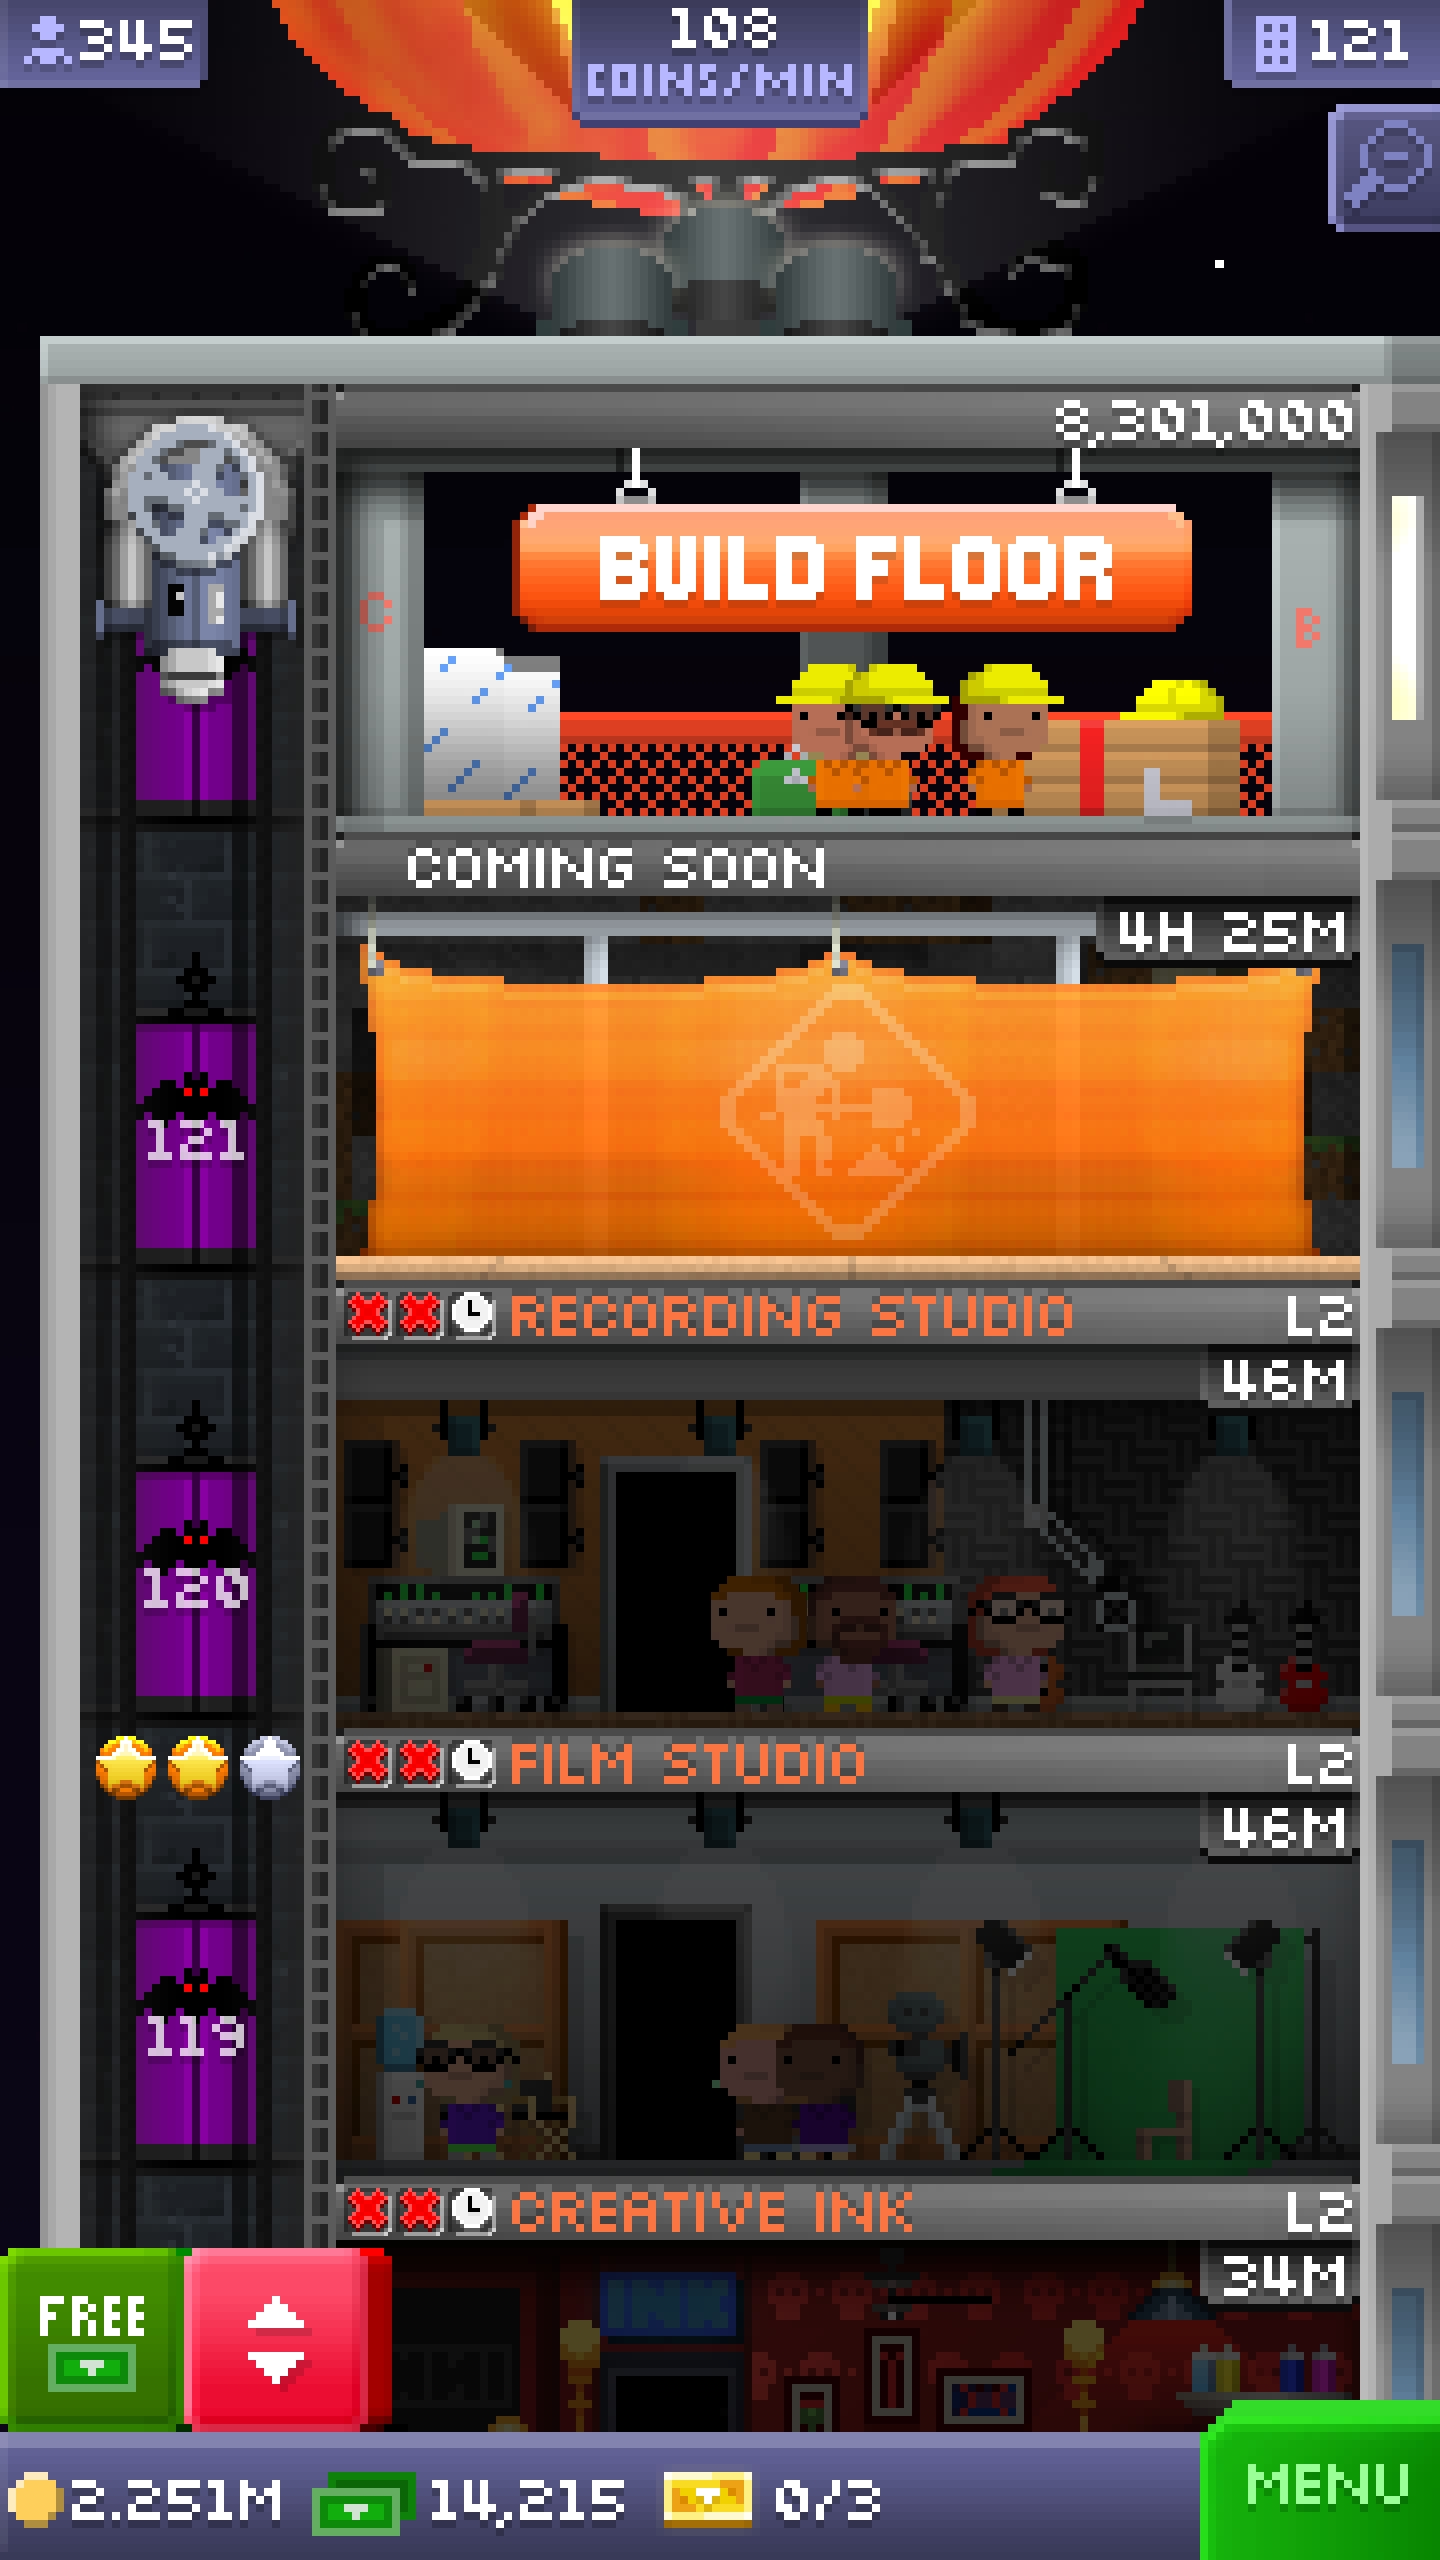 345
108
COINS/MIN
121
8,301,000
BUILD FLOOR
C
B
L
COMING SOON
4H 25M
121
RECORDING STUDIO L2
46M
120
FILM STUDIO L2
46M
119
CREATIVE INK L2
34M
INK
FREE
2.251M 14,215 0/3
MENU